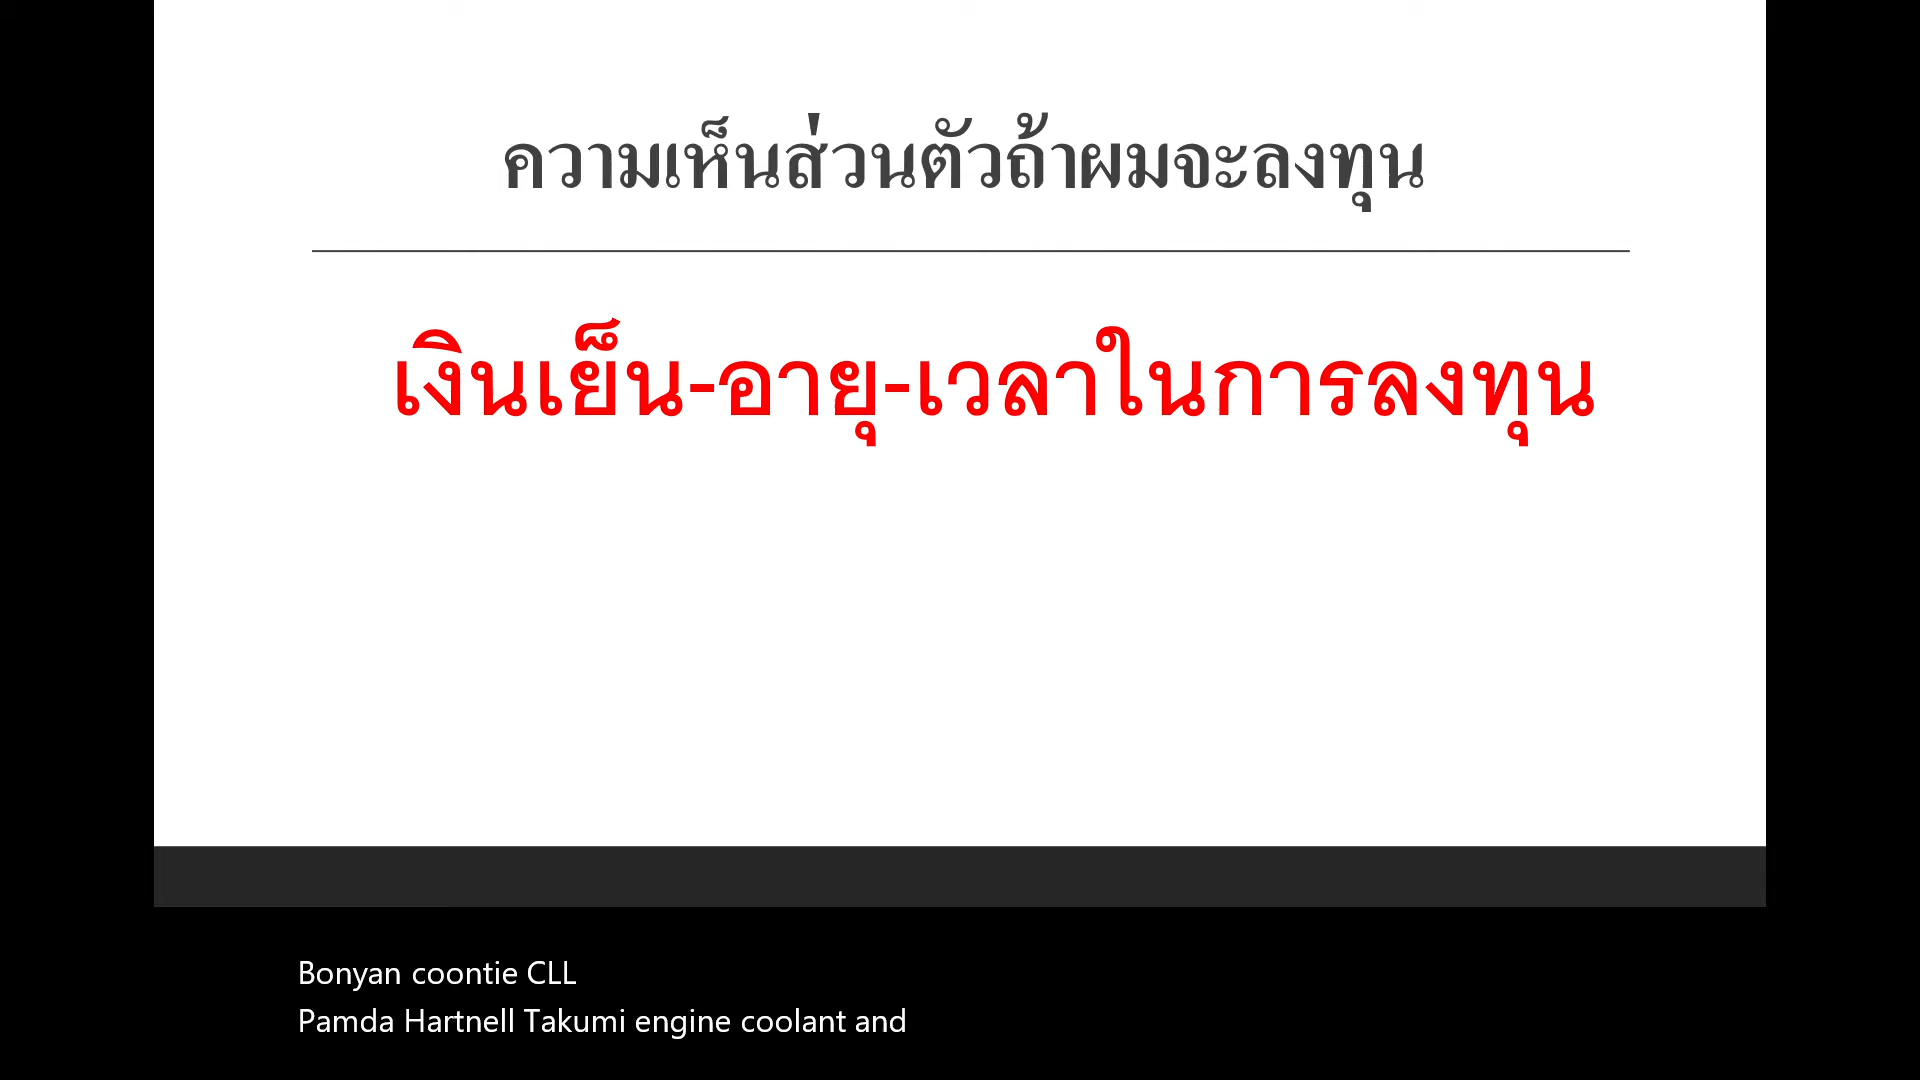 ความเห็นส่วนตัวถ้าผมจะลงทุน
เงินเย็น-อายุ-เวลาในการลงทุน
Bonyan coontie CLL
Pamda Hartnell Takumi engine coolant and